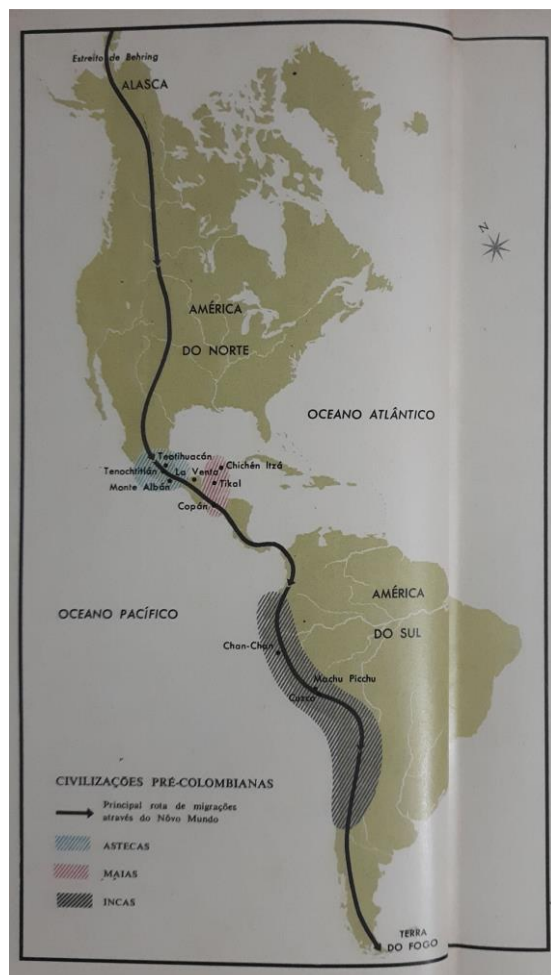 Estreito de Behring
ALASCA
N
AMÉRICA
DO NORTE
OCEANO ATLÂNTICO
Teotihuacán
Tenochtitlán
La Venta
Chichén Itzá
Monte Albán
Tikal
Copán
OCEANO PACÍFICO
AMÉRICA
DO SUL
Chan-Chan
Machu Picchu
Cuzco
CIVILIZAÇÕES PRÉ-COLOMBIANAS
Principal rota de migrações
através do Nôvo Mundo
ASTECAS
MAIAS
INCAS
TERRA
DO FOGO